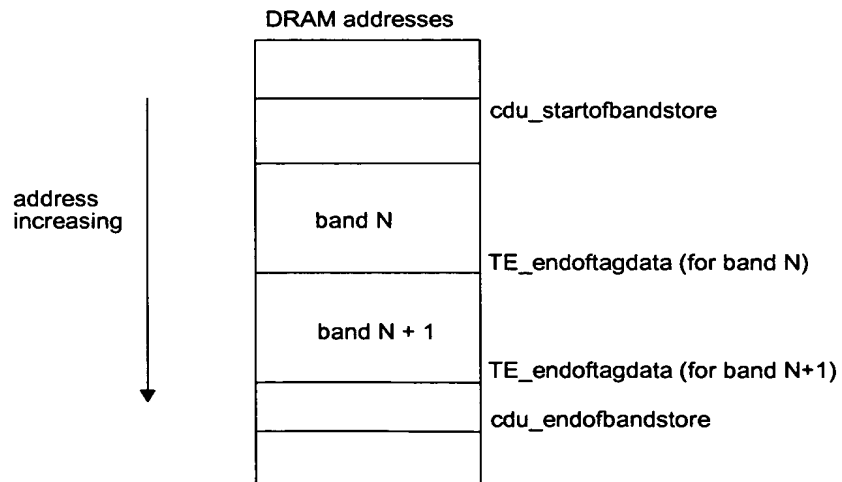 DRAM addresses
cdu_startofbandstore
address
increasing
band N
TE_endoftagdata (for band N)
band N + 1
TE_endoftagdata (for band N+1)
cdu_endofbandstore